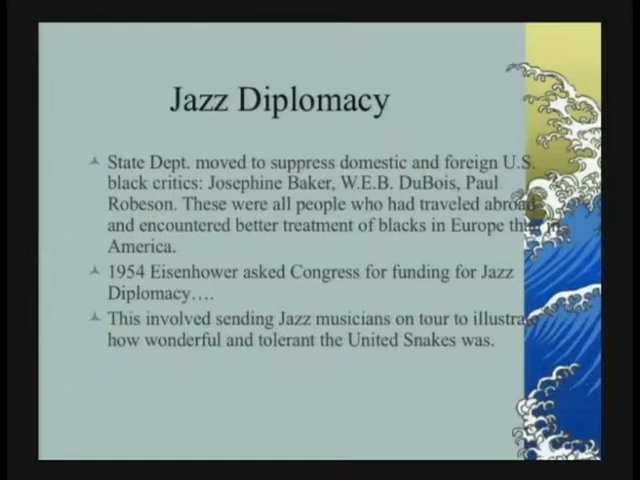 Jazz Diplomacy
State Dept. moved to suppress domestic and foreign U.S.
black critics: Josephine Baker, W.E.B. DuBois, Paul
Robeson. These were all people who had traveled abroad
and encountered better treatment of blacks in Europe than in
America.
1954 Eisenhower asked Congress for funding for Jazz
Diplomacy….
This involved sending Jazz musicians on tour to illustrate
how wonderful and tolerant the United Snakes was.